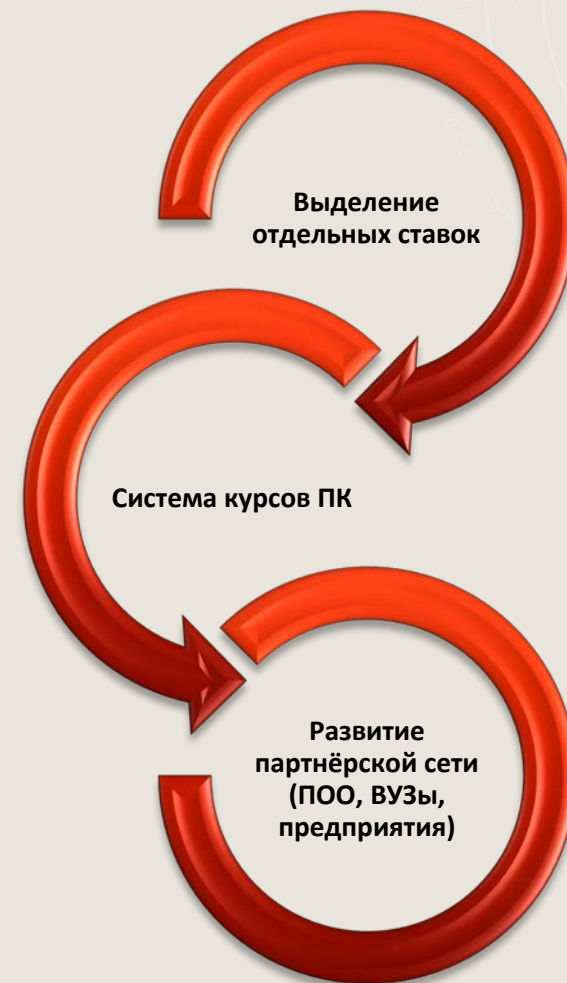 Выделение
отдельных ставок
Система курсов ПК
Развитие
партнёрской сети
(ПОО, ВУЗы,
предприятия)